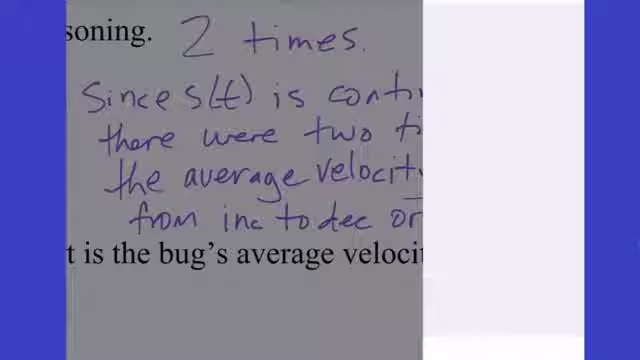 soning. 2 times.
Since s(t) is conti
there were two ti
the average velocit
from inc to dec or
t is the bug's average velocit